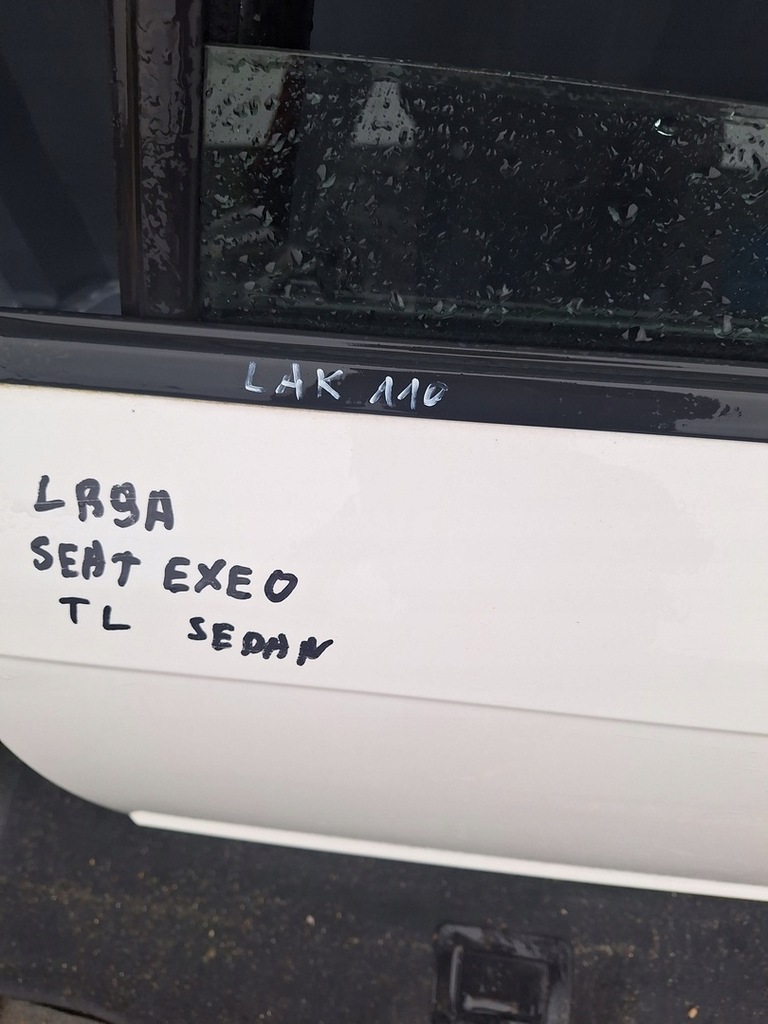 LAK 110
LR9A
SEAT EXEO
TL SEDAN